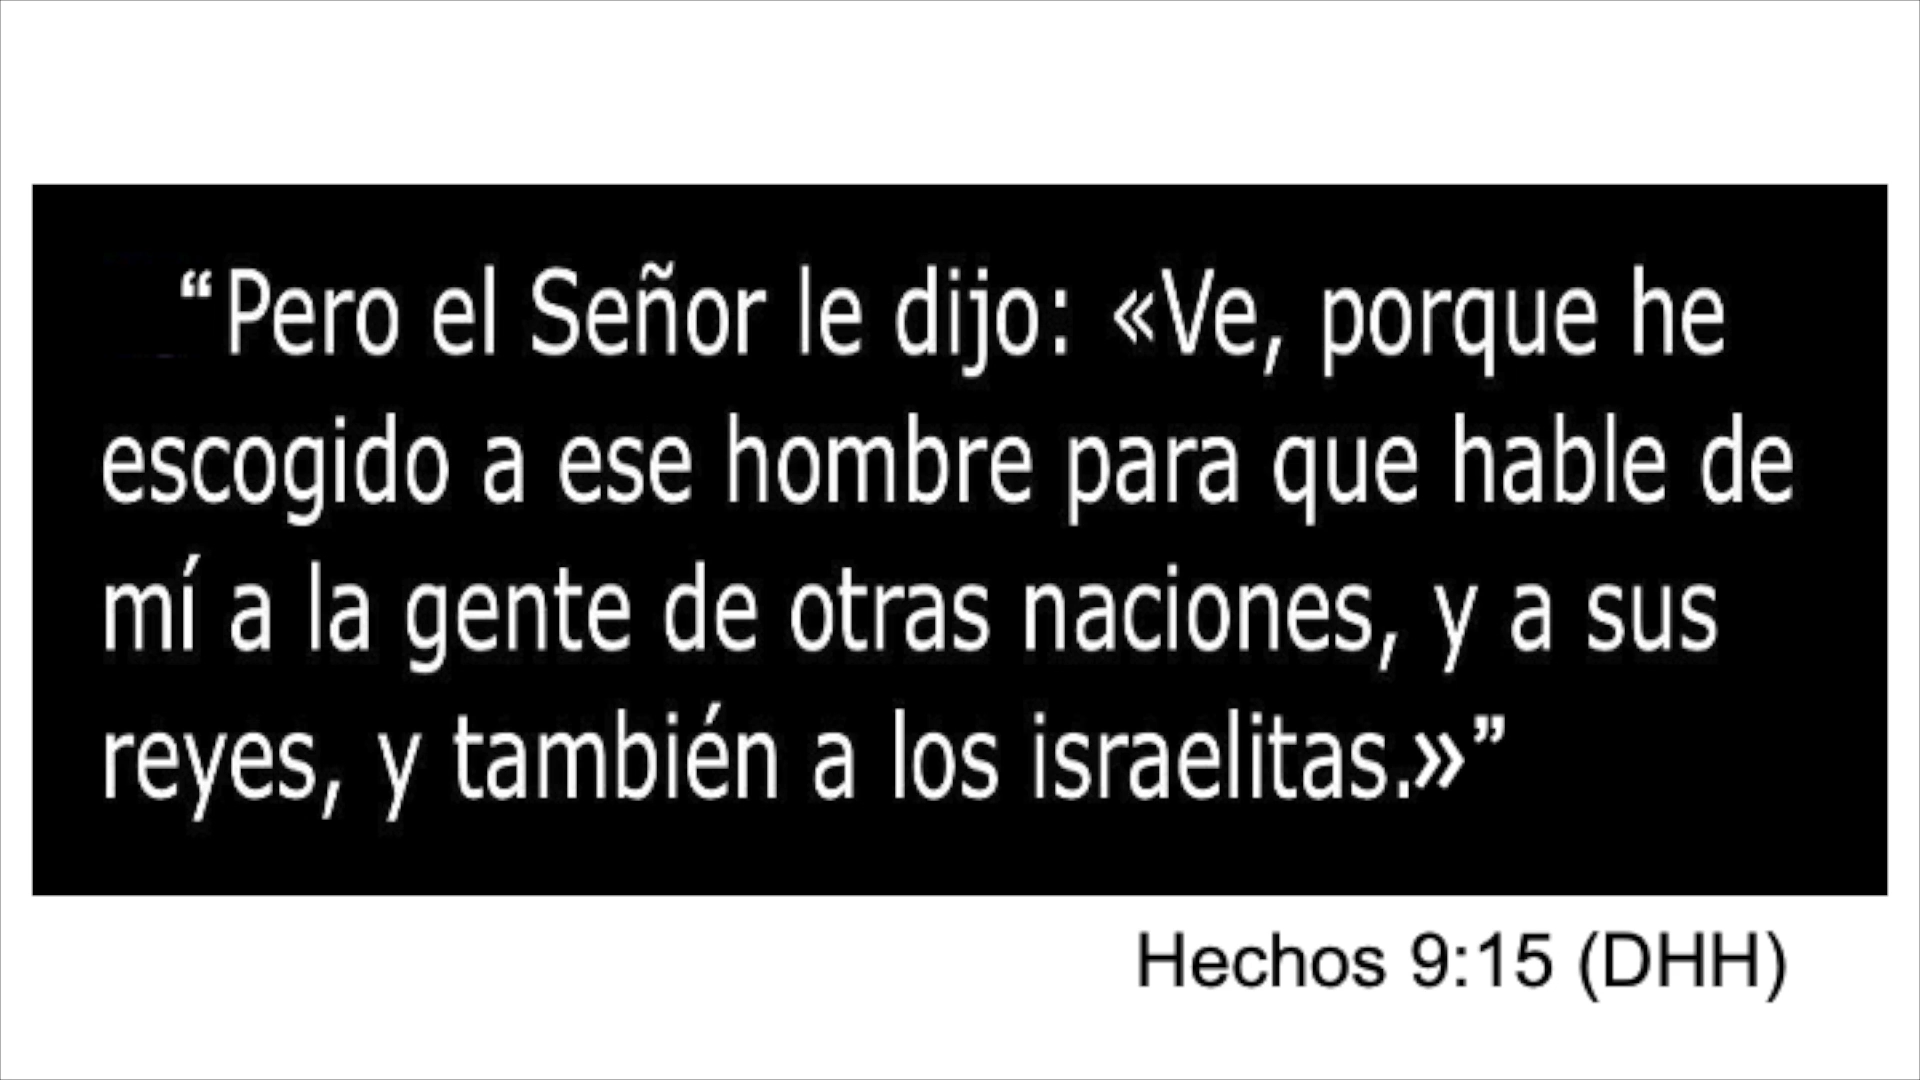 “Pero el Señor le dijo: «Ve, porque he
escogido a ese hombre para que hable de
mí a la gente de otras naciones, y a sus
reyes, y también a los israelitas.»”
Hechos 9:15 (DHH)